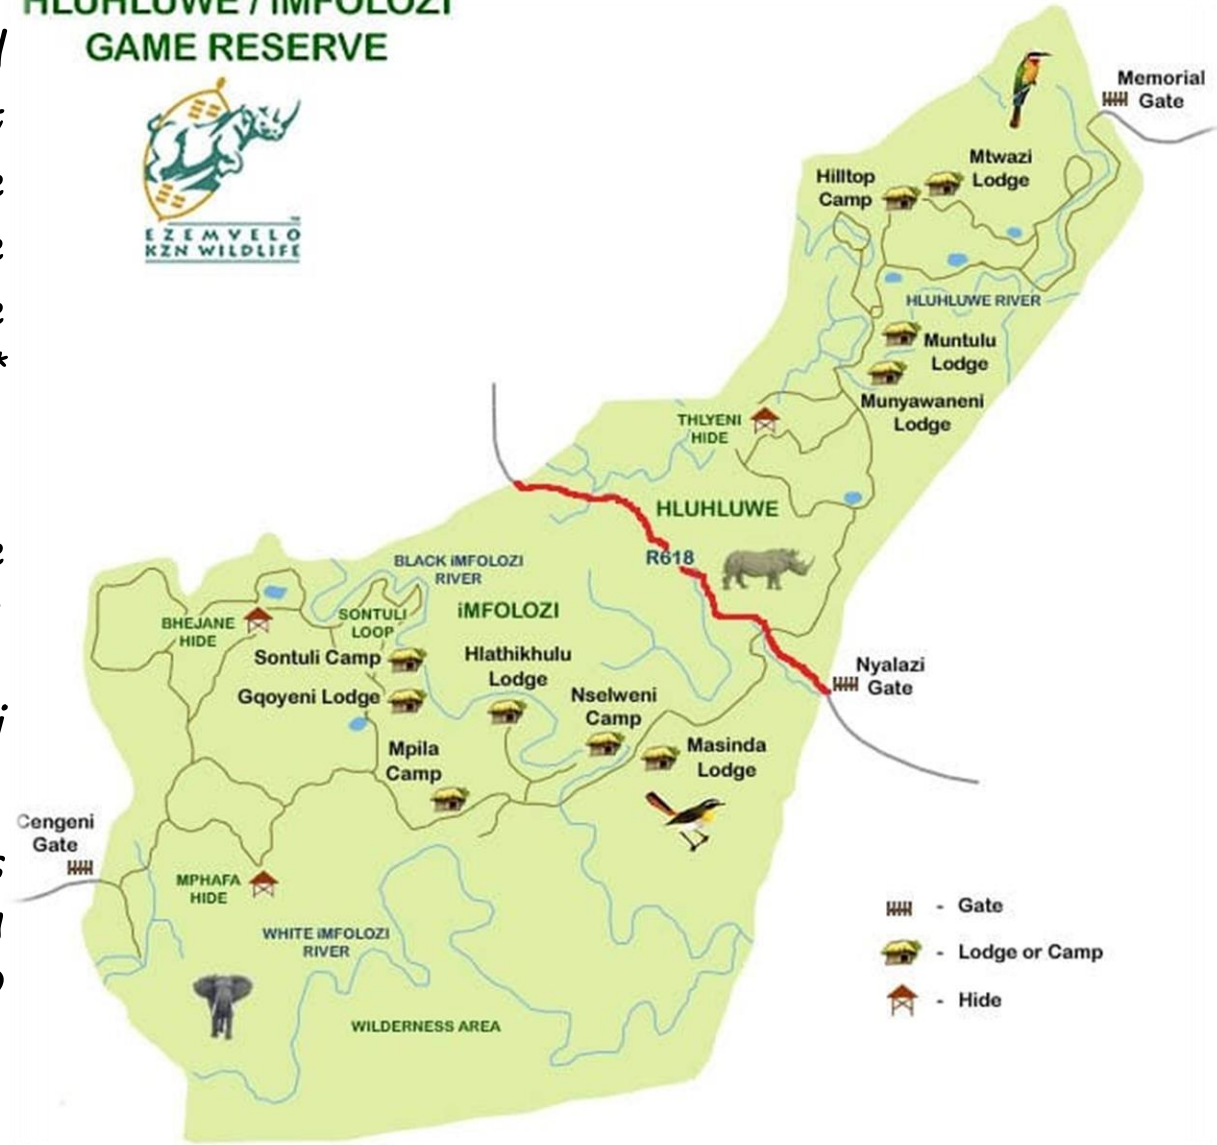 HLUHLUWE / iMFOLOZI
GAME RESERVE
EZEMVELO
KZN WILDLIFE
™
Memorial
Gate
Mtwazi
Lodge
Hilltop
Camp
HLUHLUWE RIVER
Muntulu
Lodge
Munyawaneni
Lodge
THLYENI
HIDE
HLUHLUWE
R618
BLACK iMFOLOZI
RIVER
iMFOLOZI
BHEJANE
HIDE
SONTULI
LOOP
Sontuli Camp
Hlathikhulu
Lodge
Gqoyeni Lodge
Nselweni
Camp
Nyalazi
Gate
Mpila
Camp
Masinda
Lodge
Cengeni
Gate
MPHAFA
HIDE
WHITE iMFOLOZI
RIVER
WILDERNESS AREA
- Gate
- Lodge or Camp
- Hide